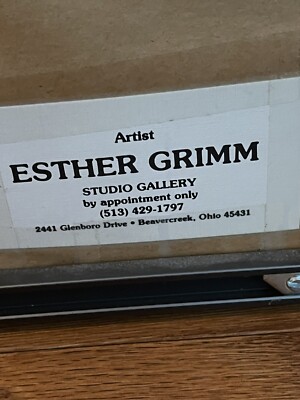 Artist
ESTHER GRIMM
STUDIO GALLERY
by appointment only
(513) 429-1797
2441 Glenboro Drive • Beavercreek, Ohio 45431